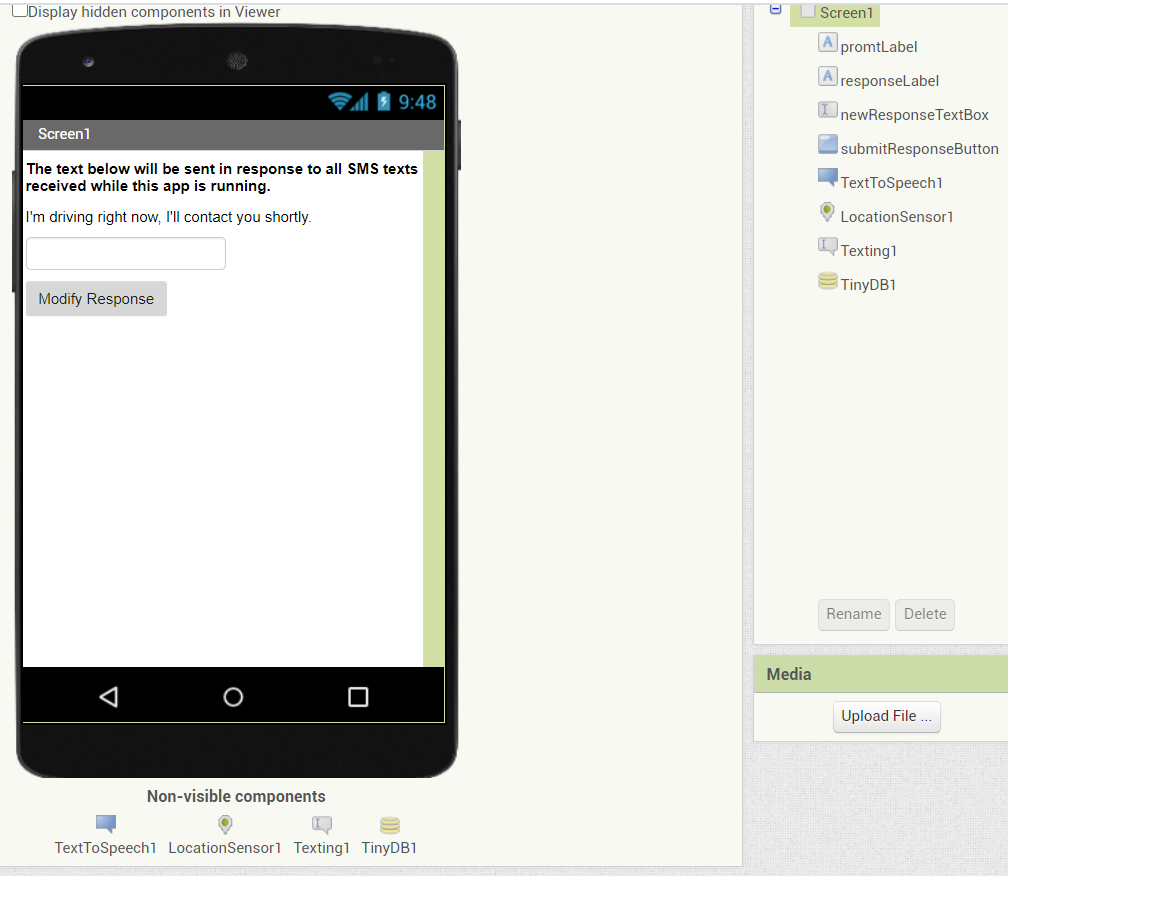 Display hidden components in Viewer
9:48
Screen1
The text below will be sent in response to all SMS texts
received while this app is running.
I'm driving right now, I'll contact you shortly.
Modify Response
Non-visible components
TextToSpeech1 LocationSensor1 Texting1 TinyDB1
Screen1
promtLabel
responseLabel
newResponseTextBox
submitResponseButton
TextToSpeech1
LocationSensor1
Texting1
TinyDB1
Rename Delete
Media
Upload File ...